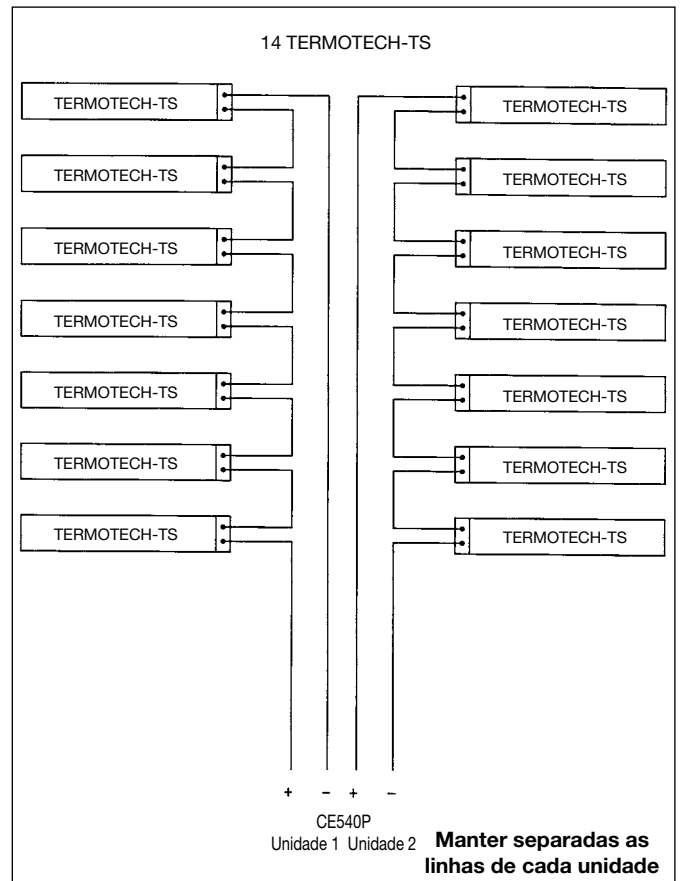 14 TERMOTECH-TS
TERMOTECH-TS
TERMOTECH-TS
TERMOTECH-TS
TERMOTECH-TS
TERMOTECH-TS
TERMOTECH-TS
TERMOTECH-TS
TERMOTECH-TS
TERMOTECH-TS
TERMOTECH-TS
TERMOTECH-TS
TERMOTECH-TS
TERMOTECH-TS
TERMOTECH-TS
+ – + –
CE540P
Unidade 1 Unidade 2
Manter separadas as
linhas de cada unidade